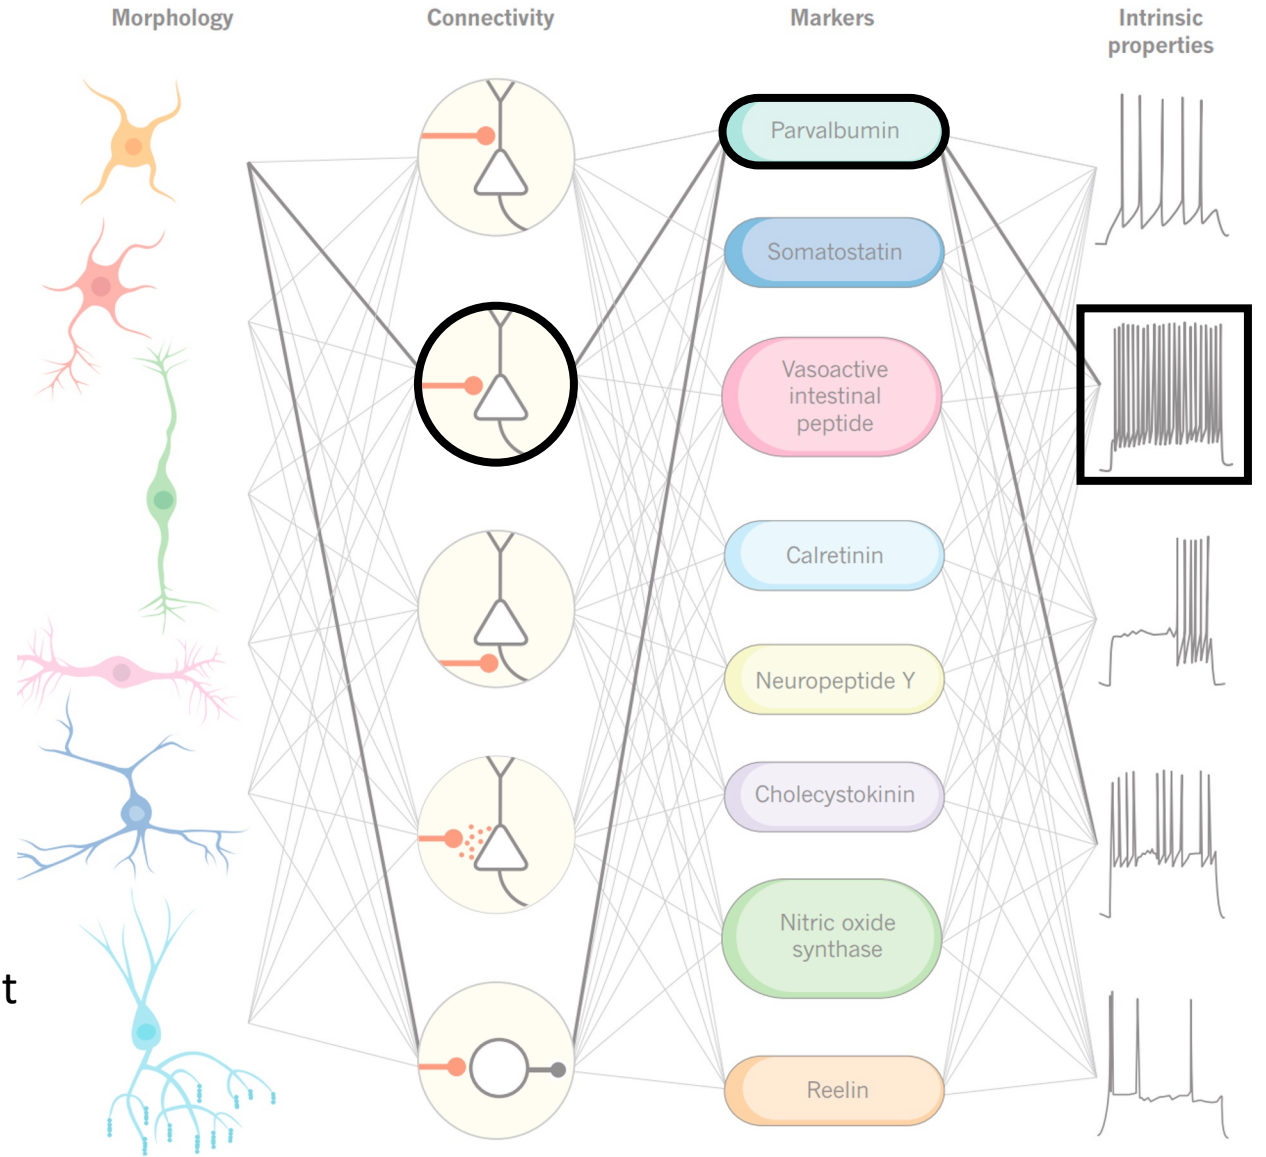 Morphology
Connectivity
Markers
Intrinsic
properties
Parvalbumin
Somatostatin
Vasoactive
intestinal
peptide
Calretinin
Neuropeptide Y
Cholecystokinin
Nitric oxide
synthase
t
Reelin